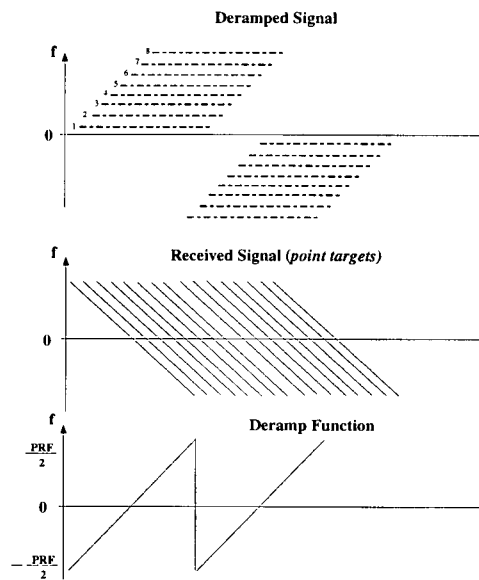 Deramped Signal
f
8
7
6
5
4
3
2
1
0
f
Received Signal (point targets)
0
f
Deramp Function
PRF
2
0
PRF
2